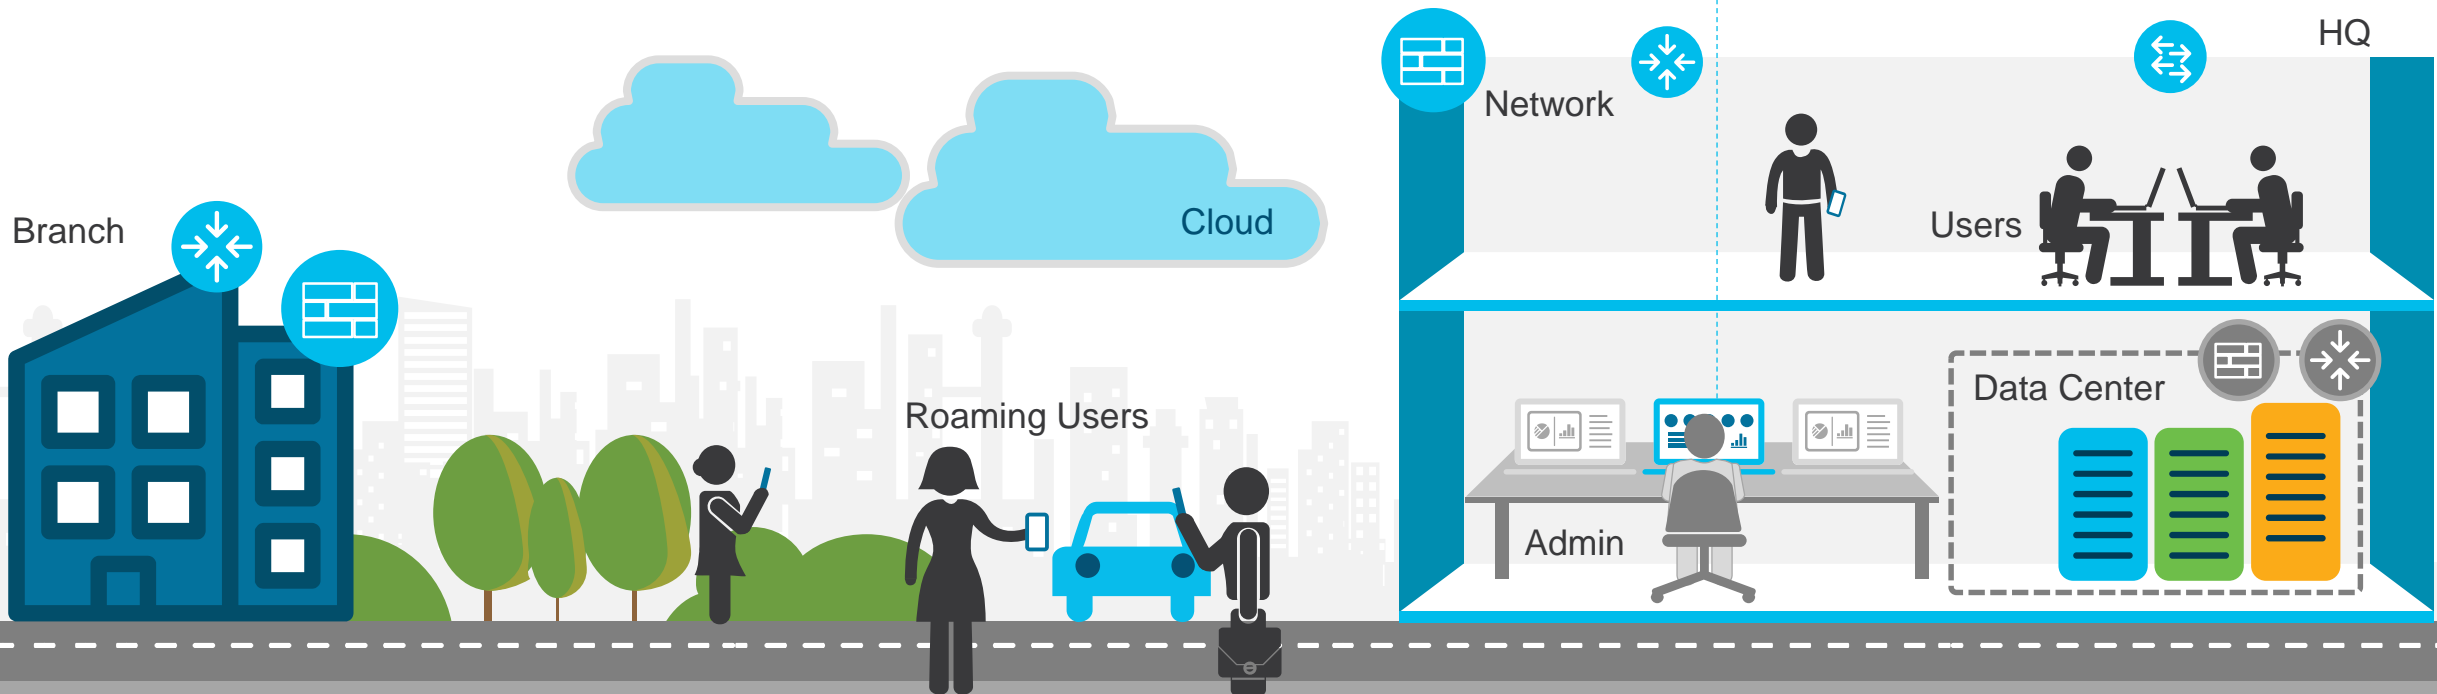 HQ
Network
Branch
Cloud
Users
Data Center
Roaming Users
Admin